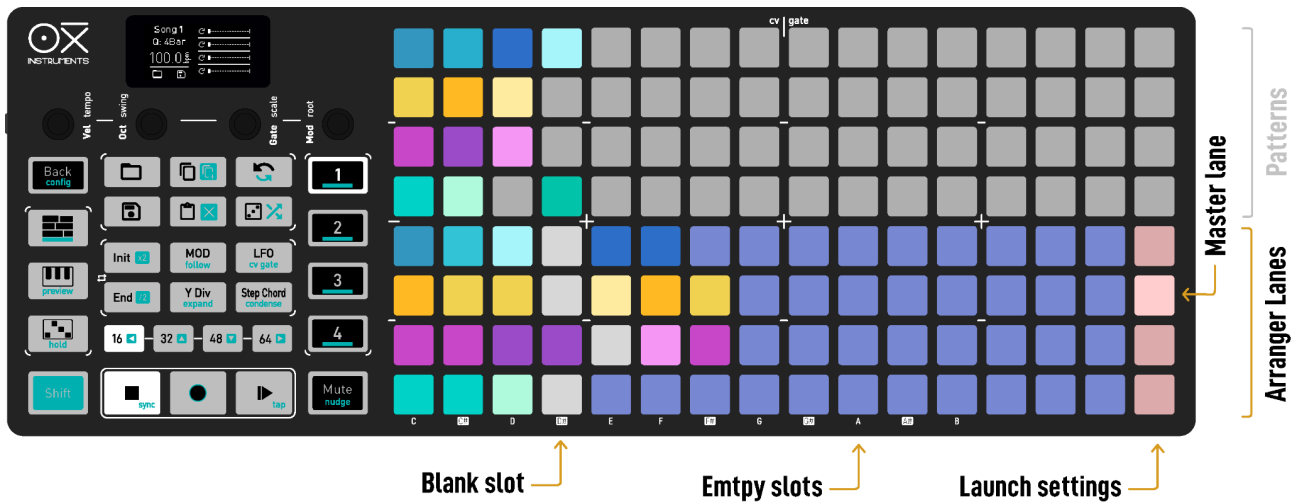 cv | gate
OX
INSTRUMENTS
Song1
Q: 4Bar
100.0
Vel tempo
Oct swing
Gate scale
Mod root
Back
config
preview
hold
Init x2
MOD
follow
LFO
cv gate
End /2
Y Div
expand
Step Chord
condense
16
32
48
64
Shift
sync
tap
1
2
3
4
Mute
nudge
C
C#
D
D#
E
F
F#
G
G#
A
A#
B
Patterns
Master lane
Arranger Lanes
Blank slot
Emtpy slots
Launch settings